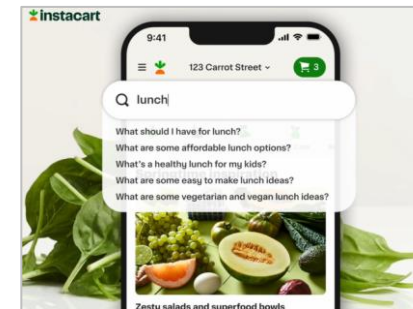 instacart
9:41
123 Carrot Street
3
lunch
What should I have for lunch?
What are some affordable lunch options?
What's a healthy lunch for my kids?
What are some easy to make lunch ideas?
Springtime inspiration
What are some vegetarian and vegan lunch ideas?
Zesty salads and superfood bowls